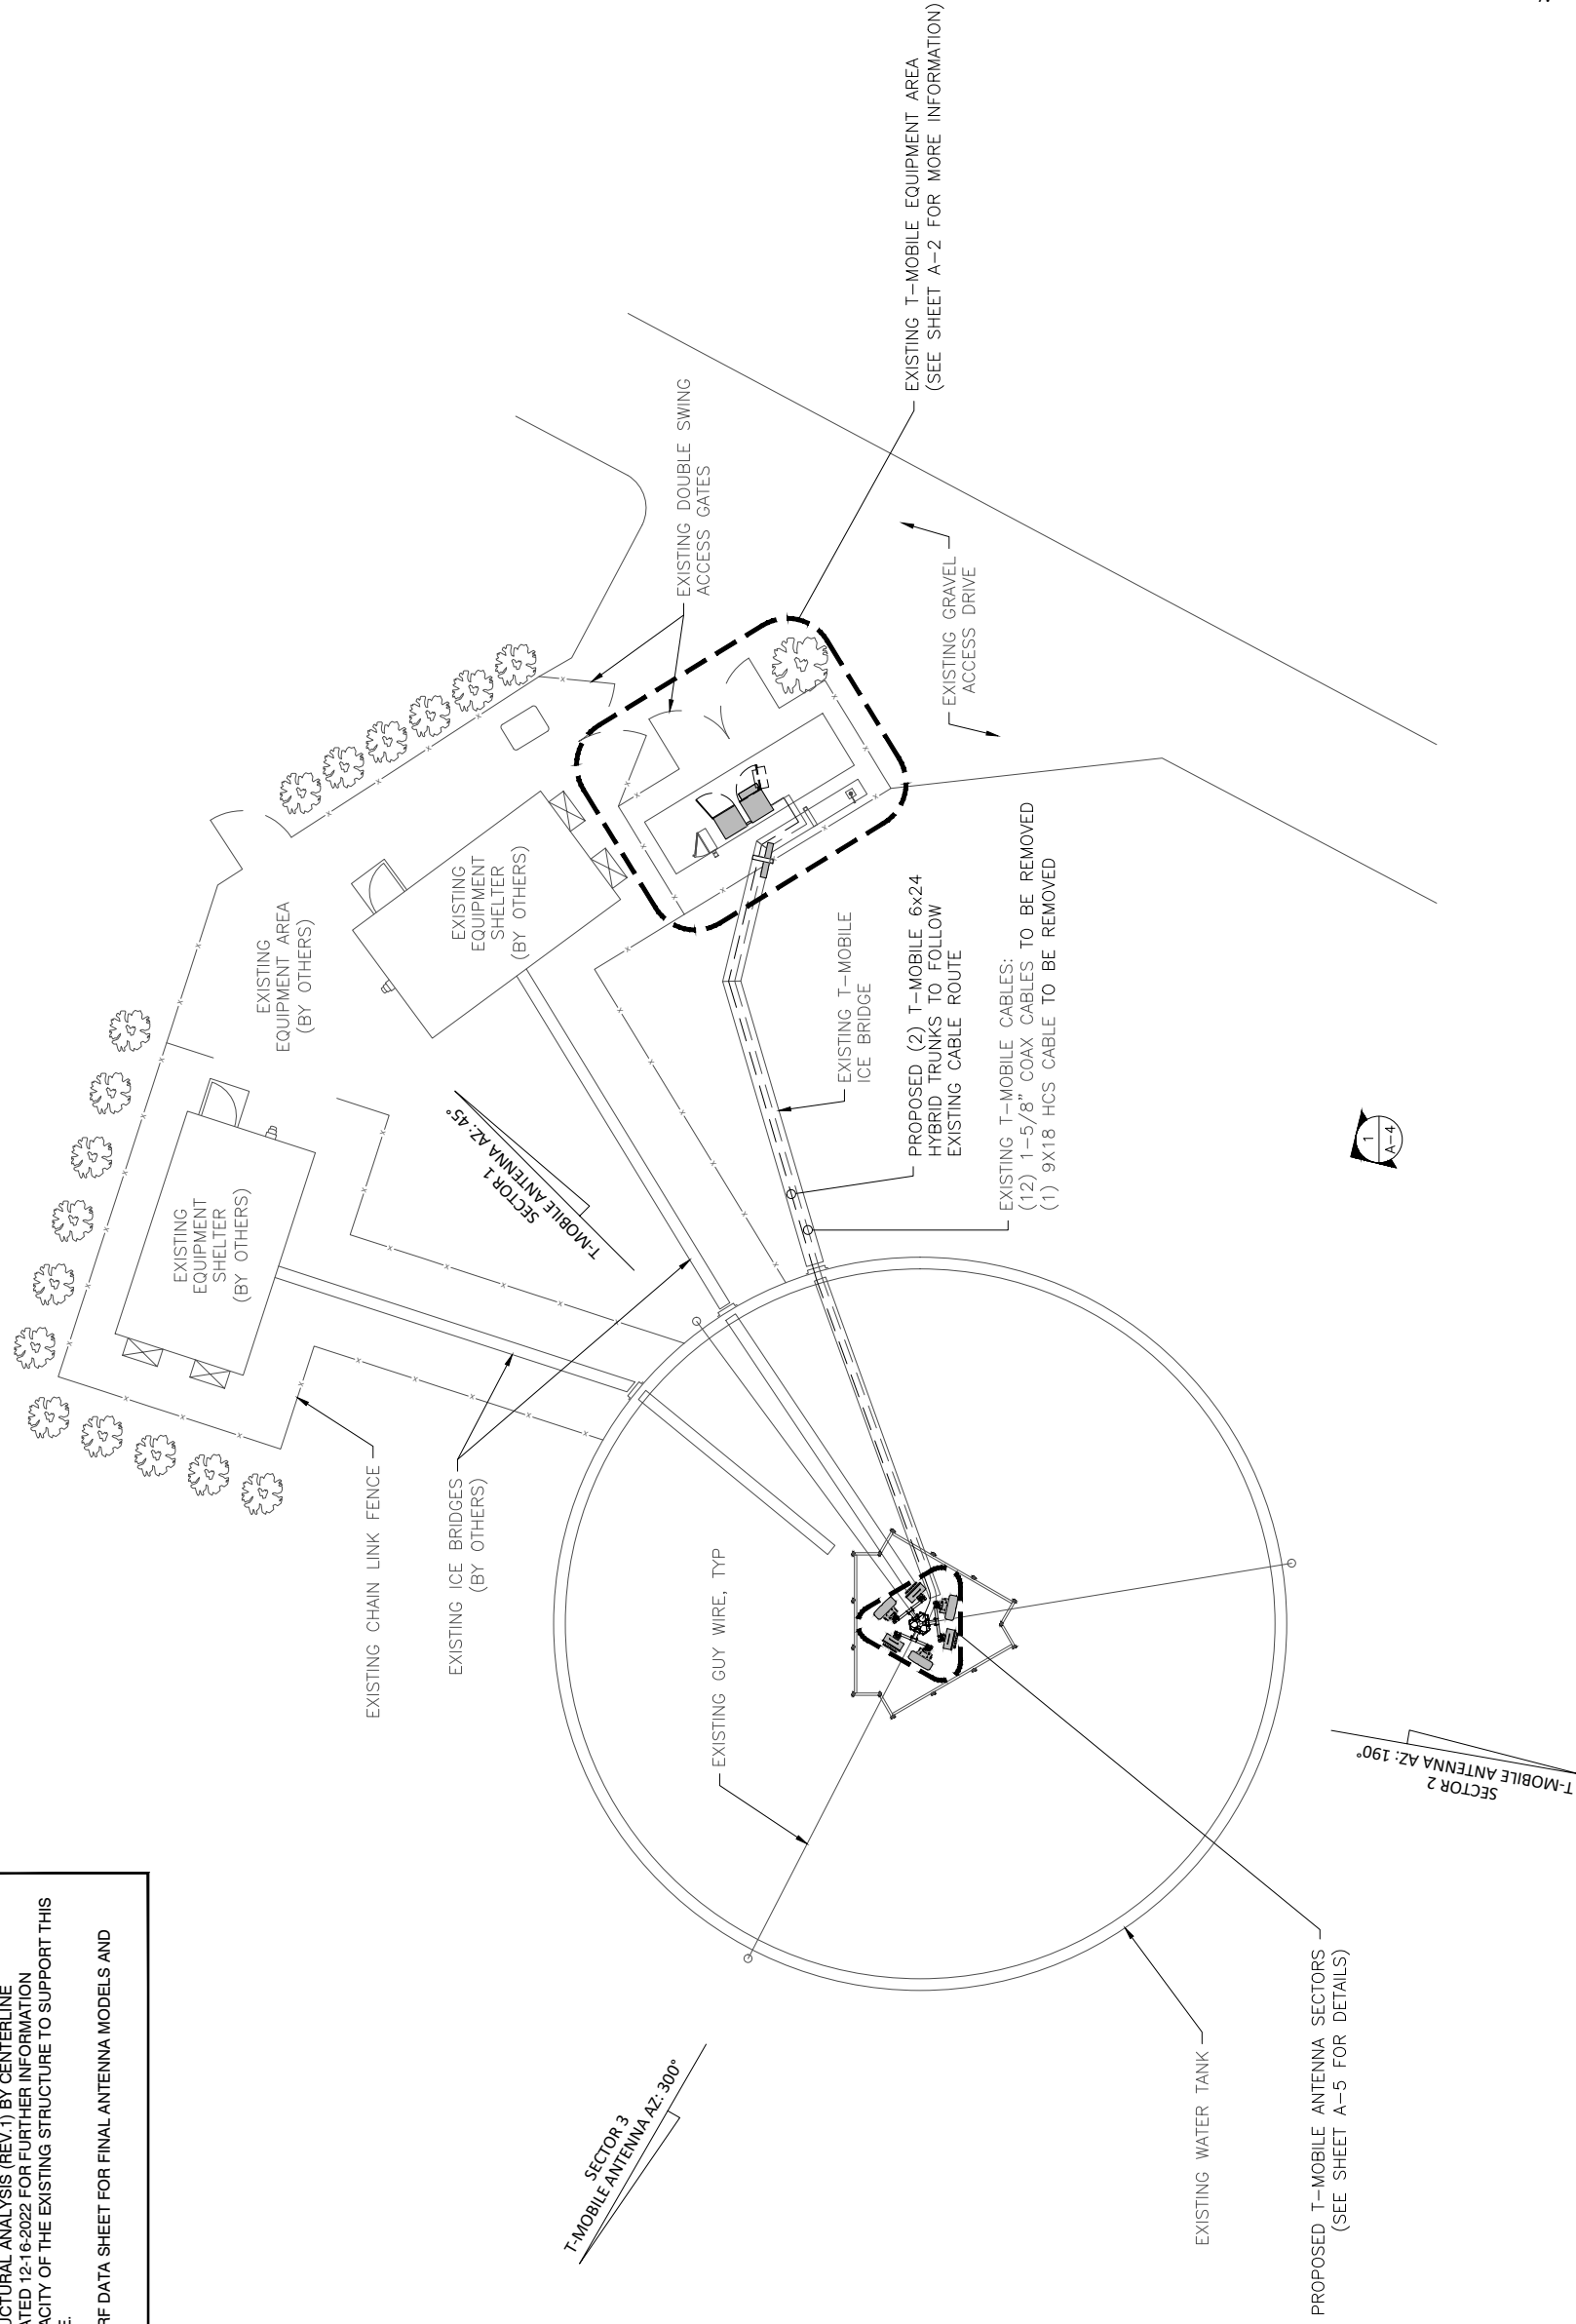 UCTURAL ANALYSIS (REV.1) BY CENTERLINE
ATED 12-16-2022 FOR FURTHER INFORMATION
ACITY OF THE EXISTING STRUCTURE TO SUPPORT THIS
E.
RF DATA SHEET FOR FINAL ANTENNA MODELS AND
EXISTING
EQUIPMENT
SHELTER
(BY OTHERS)
EXISTING
EQUIPMENT AREA
(BY OTHERS)
EXISTING
EQUIPMENT
SHELTER
(BY OTHERS)
EXISTING CHAIN LINK FENCE
EXISTING ICE BRIDGES
(BY OTHERS)
SECTOR 1
T-MOBILE ANTENNA AZ: 45°
EXISTING DOUBLE SWING
ACCESS GATES
EXISTING T-MOBILE EQUIPMENT AREA
(SEE SHEET A-2 FOR MORE INFORMATION)
EXISTING GRAVEL
ACCESS DRIVE
EXISTING T-MOBILE
ICE BRIDGE
PROPOSED (2) T-MOBILE 6x24
HYBRID TRUNKS TO FOLLOW
EXISTING CABLE ROUTE
EXISTING T-MOBILE CABLES:
(12) 1-5/8" COAX CABLES TO BE REMOVED
(1) 9X18 HCS CABLE TO BE REMOVED
EXISTING GUY WIRE, TYP
SECTOR 3
T-MOBILE ANTENNA AZ: 300°
EXISTING WATER TANK
PROPOSED T-MOBILE ANTENNA SECTORS
(SEE SHEET A-5 FOR DETAILS)
SECTOR 2
T-MOBILE ANTENNA AZ: 190°
1
A-4